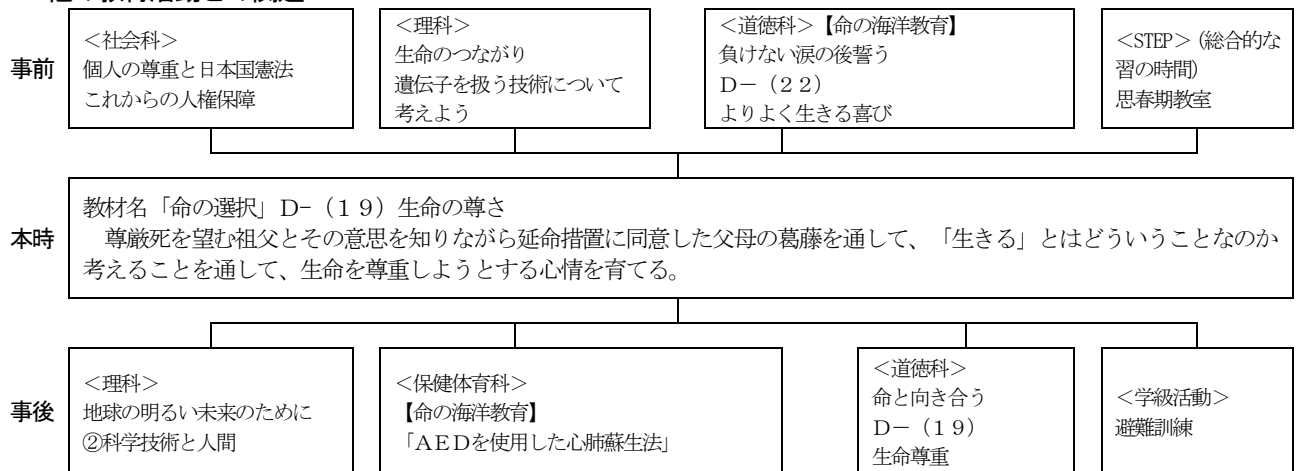 事前
＜社会科＞
個人の尊重と日本国憲法
これからの人権保障
＜理科＞
生命のつながり
遺伝子を扱う技術について
考えよう
＜道徳科＞【命の海洋教育】
負けない涙の後誓う
Ｄ－（２２）
よりよく生きる喜び
＜STEP＞（総合的な
習の時間）
思春期教室
本時
教材名「命の選択」Ｄ-（１９）生命の尊さ
尊厳死を望む祖父とその意思を知りながら延命措置に同意した父母の葛藤を通して、「生きる」とはどういうことなのか
考えることを通して、生命を尊重しようとする心情を育てる。
事後
＜理科＞
地球の明るい未来のために
②科学技術と人間
＜保健体育科＞
【命の海洋教育】
「ＡＥＤを使用した心肺蘇生法」
＜道徳科＞
命と向き合う
Ｄ－（１９）
生命尊重
＜学級活動＞
避難訓練